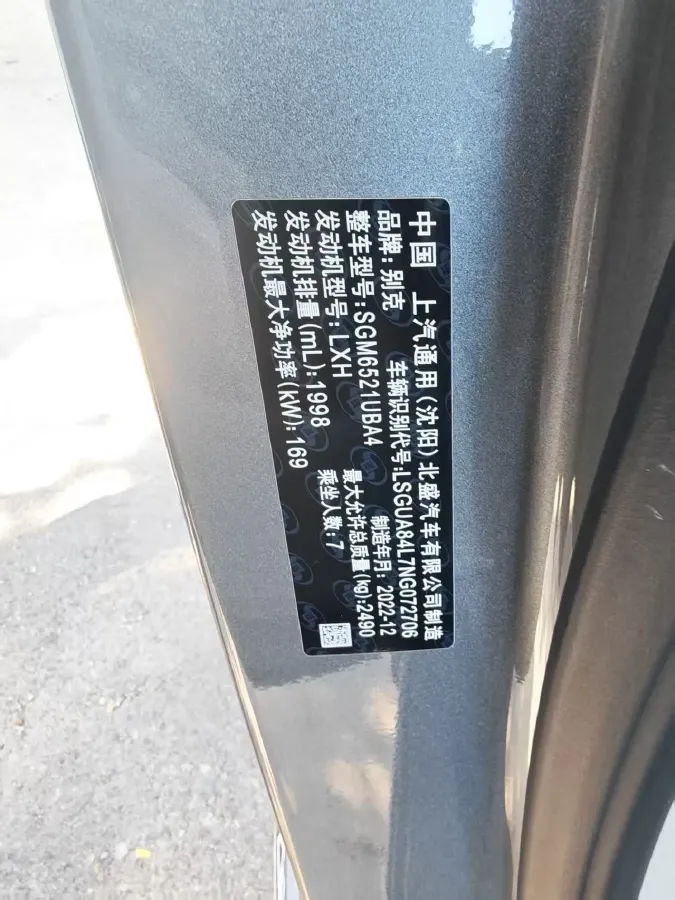 中国 上汽通用(沈阳)北盛汽车有限公司制造
品牌:别克 车辆识别代号:LSGUA84L7NG072706
整车型号:SGM6521UBA4 制造年月:2022-12
发动机型号:LXH 最大允许总质量(kg):2490
发动机排量(mL):1998 乘坐人数:7
发动机最大净功率(kW):169